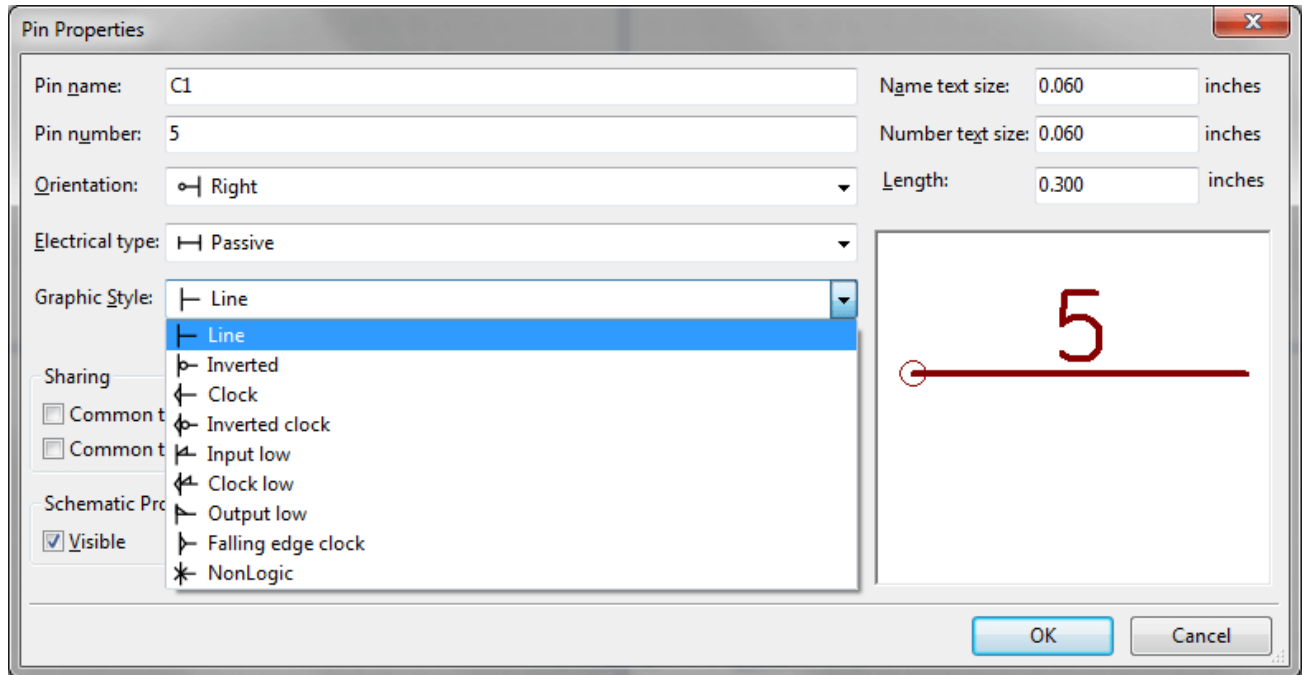 Pin Properties
Pin name: C1
Name text size: 0.060 inches
Pin number: 5
Number text size: 0.060 inches
Orientation: Right
Length: 0.300 inches
Electrical type: Passive
Graphic Style: Line
Line
Inverted
Clock
Inverted clock
Input low
Clock low
Output low
Falling edge clock
NonLogic
Sharing
Common t
Common t
Schematic Pro
Visible
5
OK
Cancel